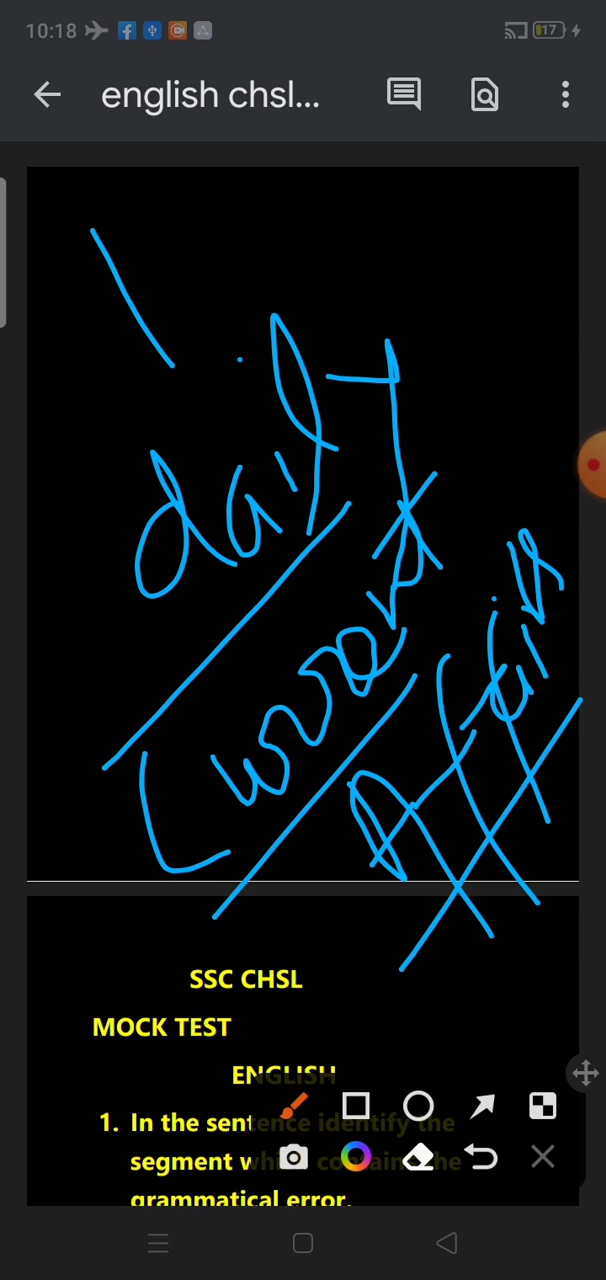 10:18
17
english chsl...
daily
Current
Affairs
SSC CHSL
MOCK TEST
ENGLISH
1. In the sentence identify the
segment which contains the
grammatical error.